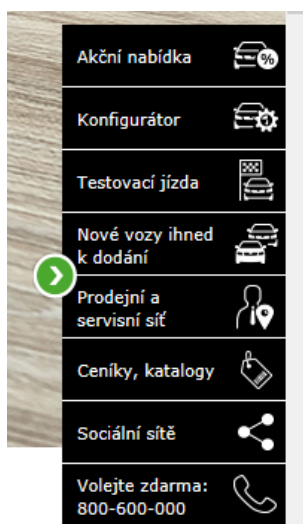 Akční nabídka
%
Konfigurátor
Testovací jízda
Nové vozy ihned
k dodání
Prodejní a
servisní síť
Ceníky, katalogy
Sociální sítě
Volejte zdarma:
800-600-000